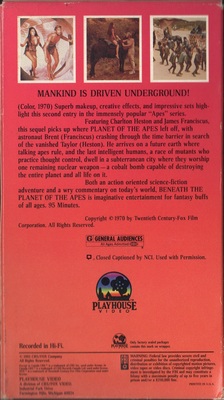 MANKIND IS DRIVEN UNDERGROUND!
(Color, 1970) Superb makeup, creative effects, and impressive sets high-
light this second entry in the immensely popular "Apes" series.
Featuring Charlton Heston and James Franciscus,
this sequel picks up where PLANET OF THE APES left off, with
astronaut Brent (Franciscus) crashing through the time barrier in search
of the vanished Taylor (Heston). He arrives on a future earth where
talking apes rule, and the last intelligent humans, a race of mutants who
practice thought control, dwell in a subterranean city where they worship
one remaining nuclear weapon—a cobalt bomb capable of destroying
the entire planet and all life on it.
Both an action oriented science-fiction
adventure and a wry commentary on today's world, BENEATH THE PLANET
OF THE APES is imaginative entertainment for fantasy buffs
of all ages. 95 Minutes.
Copyright © 1970 by Twentieth Century-Fox Film
Corporation. All Rights Reserved.
G GENERAL AUDIENCES
Closed Captioned by NCI. Used with Permission.
PLAYHOUSE
VIDEO
Recorded in Hi-Fi.
PLAYHOUSE VIDEO
WARNING: